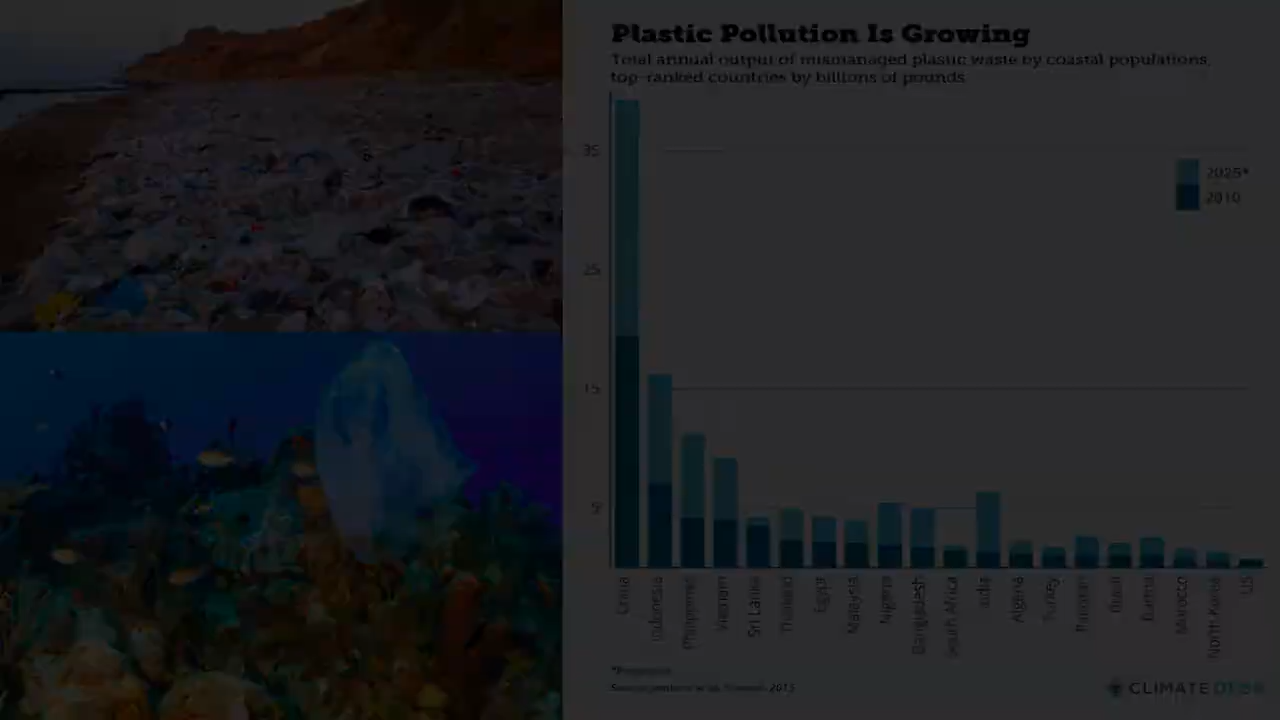 Plastic Pollution Is Growing
Total annual output of mismanaged plastic waste by coastal populations,
top-ranked countries by billions of pounds
35
2025*
2010
25
15
5
China
Indonesia
Philippines
Vietnam
Sri Lanka
Thailand
Egypt
Malaysia
Nigeria
Bangladesh
South Africa
India
Algeria
Turkey
Pakistan
Brazil
Burma
Morocco
North Korea
US
2015
CLIMATE DESK